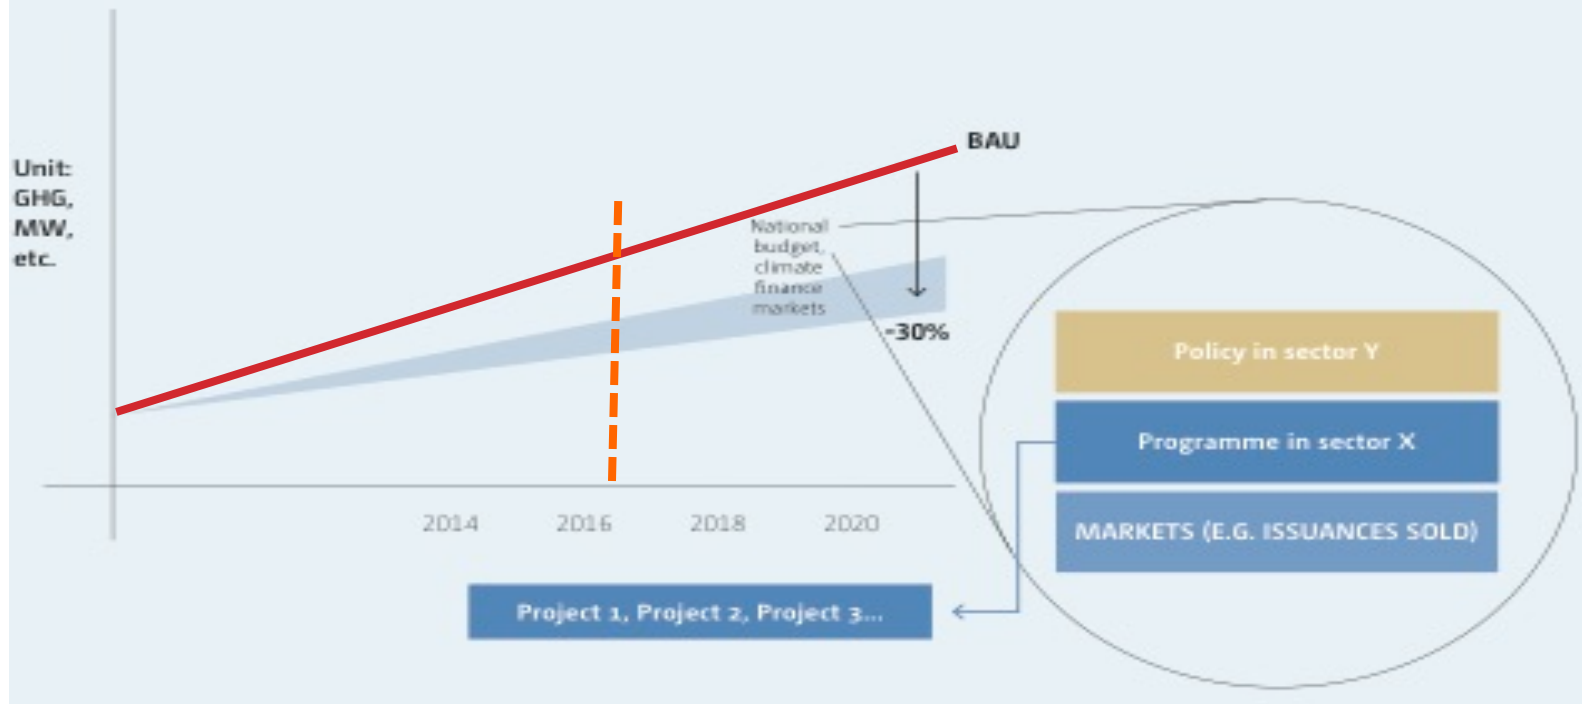 Unit:
GHG,
MW,
etc.
BAU
National
budget,
climate
finance
markets
-30%
2014 2016 2018 2020
Policy in sector Y
Programme in sector X
MARKETS (E.G. ISSUANCES SOLD)
Project 1, Project 2, Project 3...